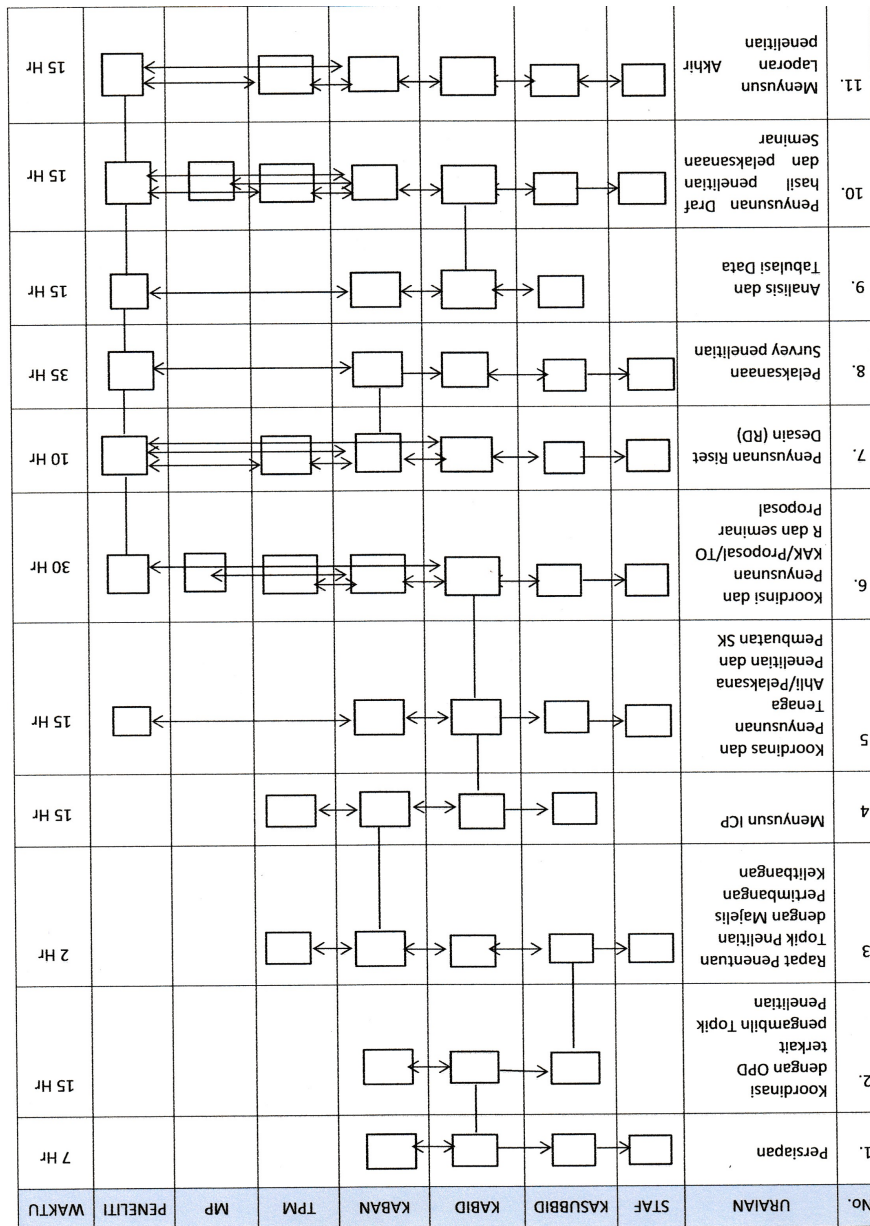 No. URAIAN STAF KASUBBID KABID KABAN TPM MP PENELITI WAKTU
1. Persiapan 7 Hr
2. Koordinasi
dengan OPD
terkait
pengambiln Topik
Penelitian
15 Hr
3 Rapat Penentuan
Topik Pnelitian
dengan Majelis
Pertimbangan
Kelitbangan
2 Hr
4 Menyusun ICP 15 Hr
5 Koordinas dan
Penyusunan
Tenaga
Ahli/Pelaksana
Penelitian dan
Pembuatan SK
15 Hr
6. Koordinsi dan
Penyusunan
KAK/Proposal/TO
R dan seminar
Proposal
30 Hr
7. Penyusunan Riset
Desain (RD)
10 Hr
8. Pelaksanaan
Survey penelitian
35 Hr
9. Analisis dan
Tabulasi Data
15 Hr
10. Penyusunan Draf
hasil penelitian
dan pelaksanaan
Seminar
15 Hr
11. Menyusun
Laporan Akhir
penelitian
15 Hr